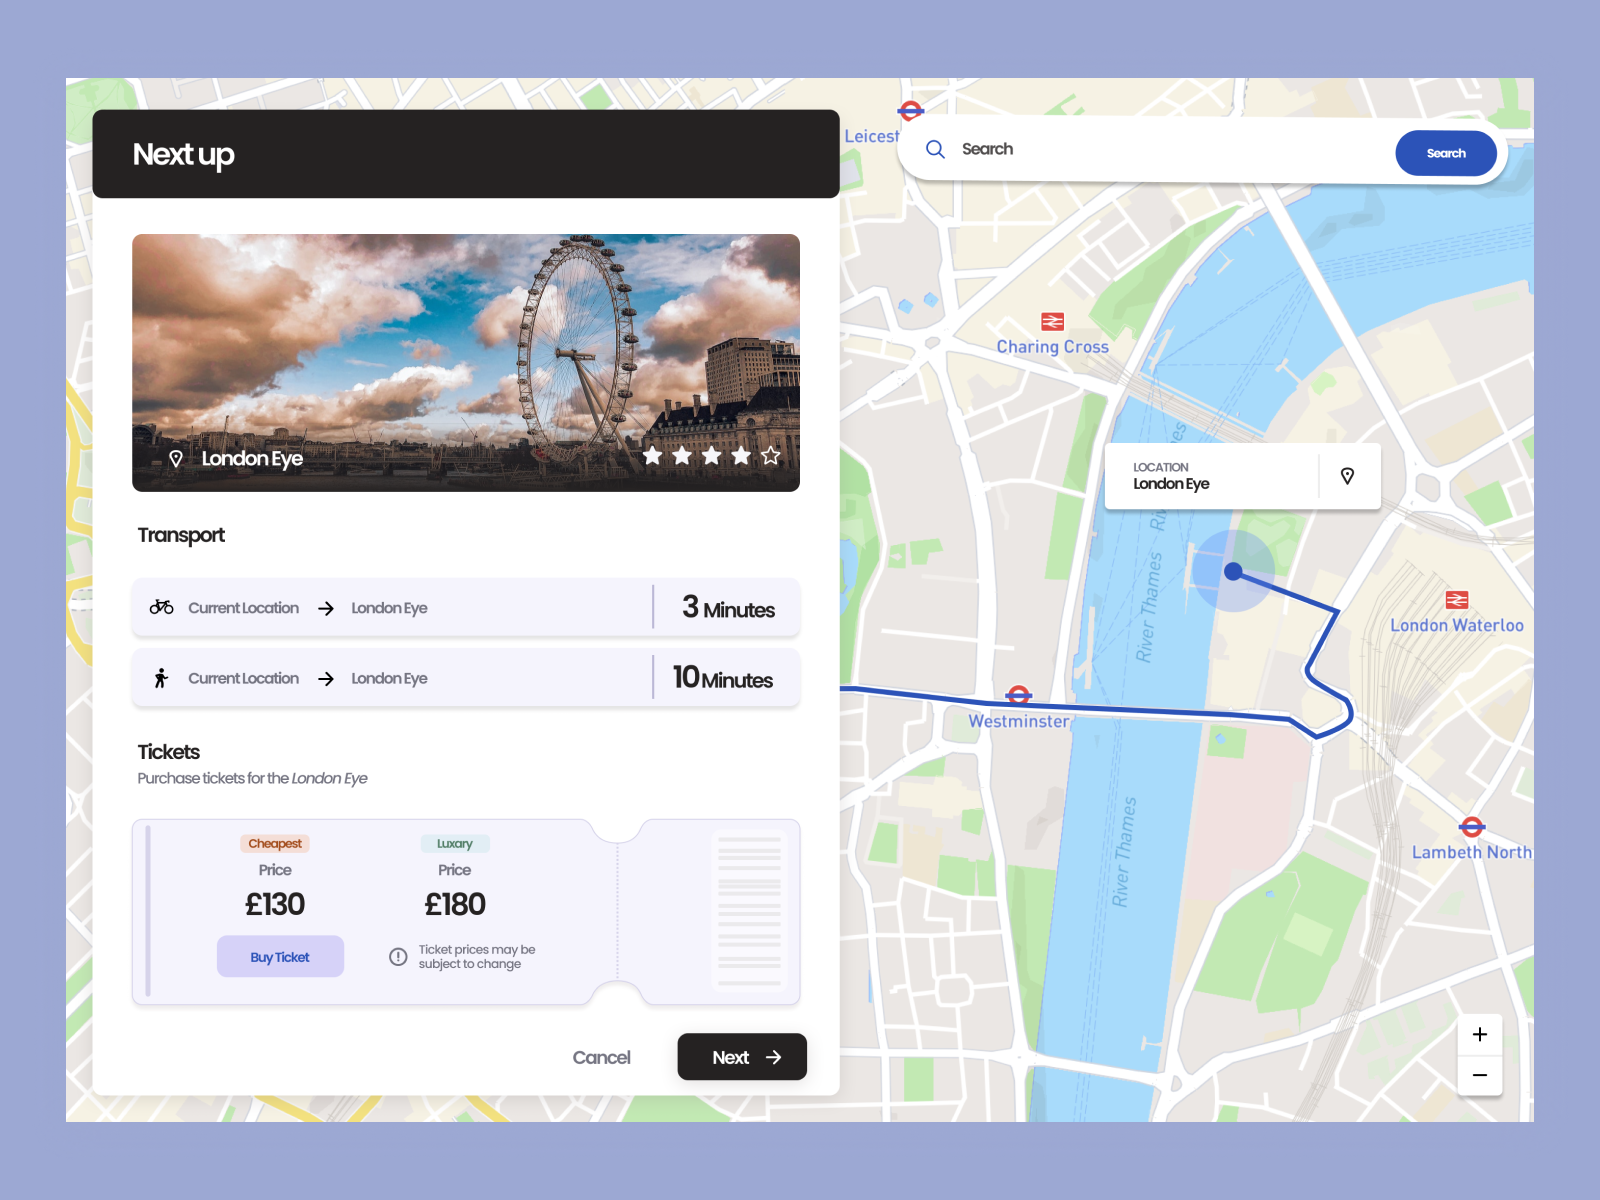 Next up
London Eye
Transport
Current Location
London Eye
3 Minutes
Current Location
London Eye
10 Minutes
Tickets
Purchase tickets for the London Eye
Cheapest
Price
£130
Buy Ticket
Luxary
Price
£180
Ticket prices may be
subject to change
Cancel
Next
Leicest
Search
Search
Charing Cross
LOCATION
London Eye
River Thames
River Thames
London Waterloo
Westminster
River Thames
Lambeth North